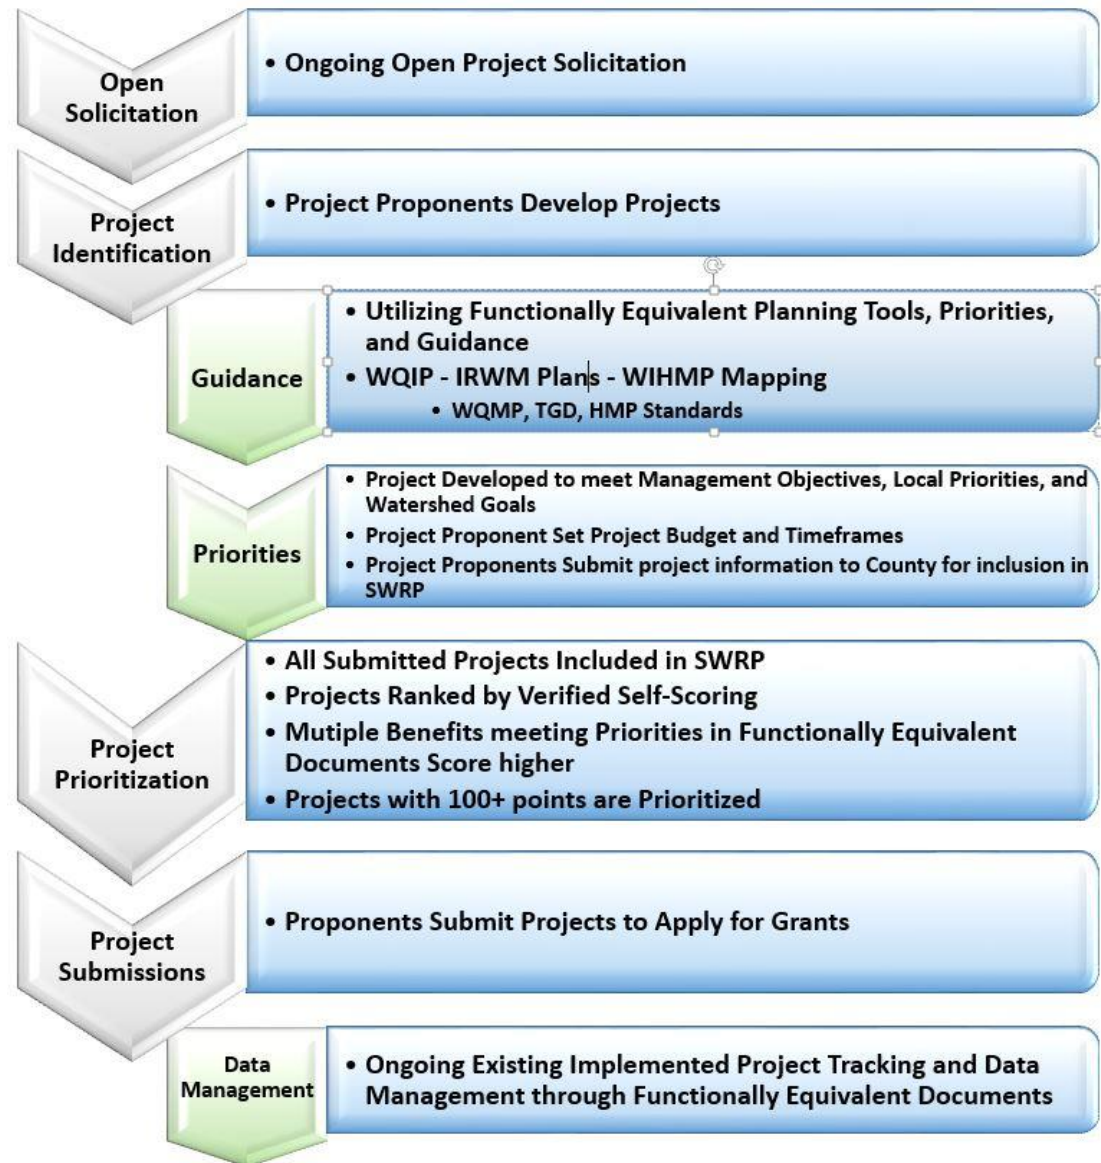 Open
Solicitation
• Ongoing Open Project Solicitation
Project
Identification
• Project Proponents Develop Projects
Guidance
• Utilizing Functionally Equivalent Planning Tools, Priorities,
and Guidance
• WQIP - IRWM Plans - WIHMP Mapping
• WQMP, TGD, HMP Standards
Priorities
• Project Developed to meet Management Objectives, Local Priorities, and
Watershed Goals
• Project Proponent Set Project Budget and Timeframes
• Project Proponents Submit project information to County for inclusion in
SWRP
Project
Prioritization
• All Submitted Projects Included in SWRP
• Projects Ranked by Verified Self-Scoring
• Mutiple Benefits meeting Priorities in Functionally Equivalent
Documents Score higher
• Projects with 100+ points are Prioritized
Project
Submissions
• Proponents Submit Projects to Apply for Grants
Data
Management
• Ongoing Existing Implemented Project Tracking and Data
Management through Functionally Equivalent Documents